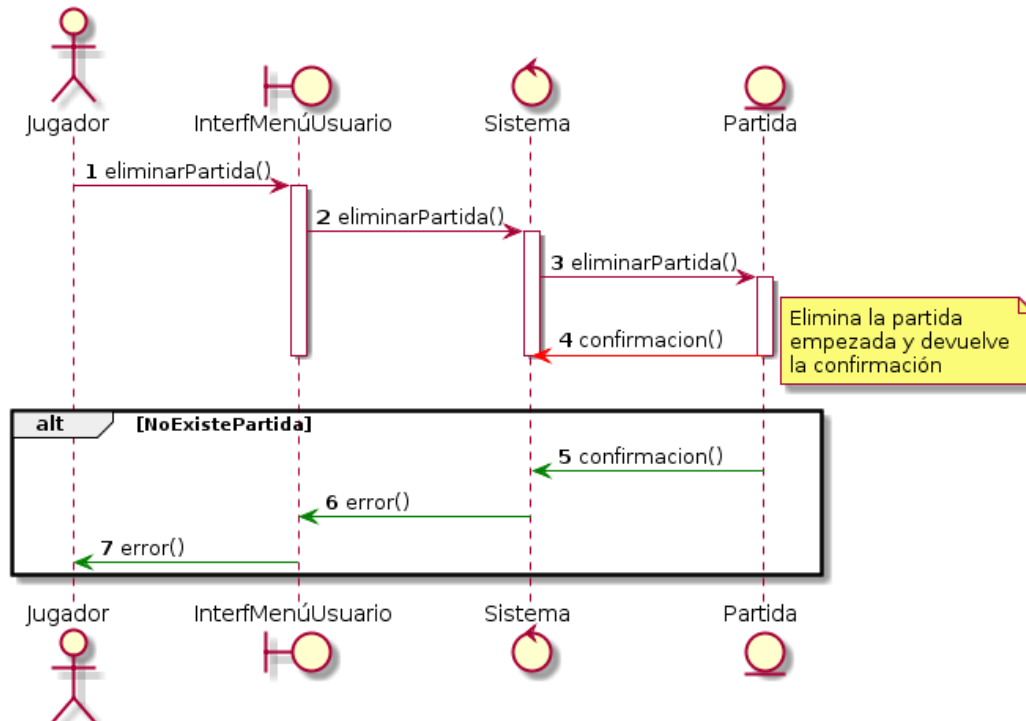 Jugador
InterfMenúUsuario
Sistema
Partida
1 eliminarPartida()
2 eliminarPartida()
3 eliminarPartida()
Elimina la partida
empezada y devuelve
la confirmación
4 confirmacion()
alt [NoExistePartida]
5 confirmacion()
6 error()
7 error()
Jugador
InterfMenúUsuario
Sistema
Partida